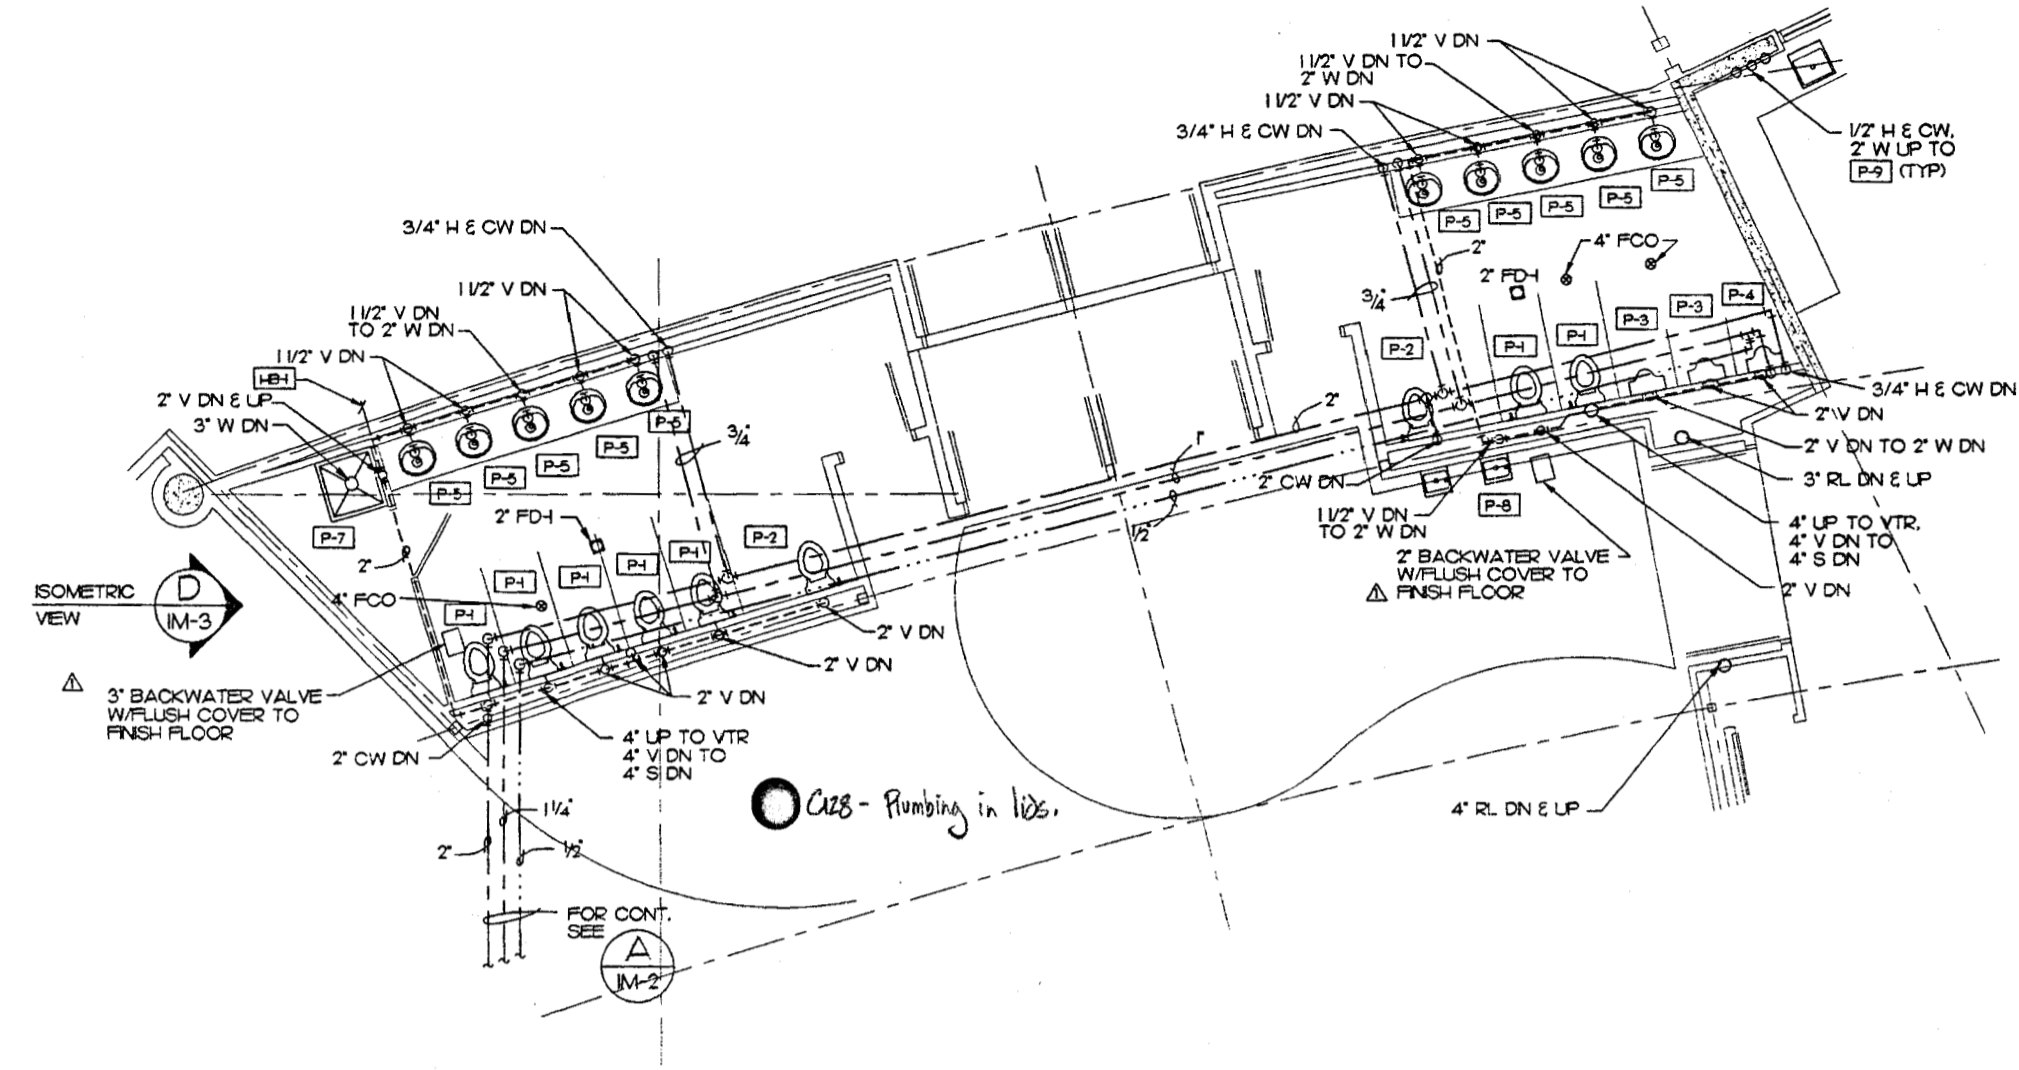 1 1/2" V DN
1 1/2" V DN TO
2" W DN
1 1/2" V DN
3/4" H & CW DN
1/2" H & CW,
2" W UP TO
P-9 (TYP)
P-5
P-5
P-5
P-5
P-5
2"
4" FCO
2" FD-1
3/4"
P-2
P-1
P-1
P-3
P-3
P-4
3/4" H & CW DN
2" V DN
2" V DN TO 2" W DN
3" RL DN & UP
4" UP TO VTR,
4" V DN TO
4" S DN
2" V DN
2" CW DN
1 1/2" V DN
TO 2" W DN
P-8
2" BACKWATER VALVE
W/FLUSH COVER TO
FINISH FLOOR
1
4" RL DN & UP
3/4" H & CW DN
1 1/2" V DN
1 1/2" V DN
TO 2" W DN
1 1/2" V DN
HB-1
2" V DN & UP
3" W DN
P-5
P-5
P-5
P-5
P-5
3/4"
2"
1"
1/2"
P-7
2" FD-1
P-2
P-1
P-1
P-1
P-1
P-1
2"
4" FCO
ISOMETRIC
VIEW
D
IM-3
1
3" BACKWATER VALVE
W/FLUSH COVER TO
FINISH FLOOR
2" V DN
2" V DN
2" V DN
4" UP TO VTR
4" V DN TO
4" S DN
2" CW DN
C128 - Plumbing in lids.
1 1/4"
2"
1/2"
FOR CONT.
SEE
A
IM-2